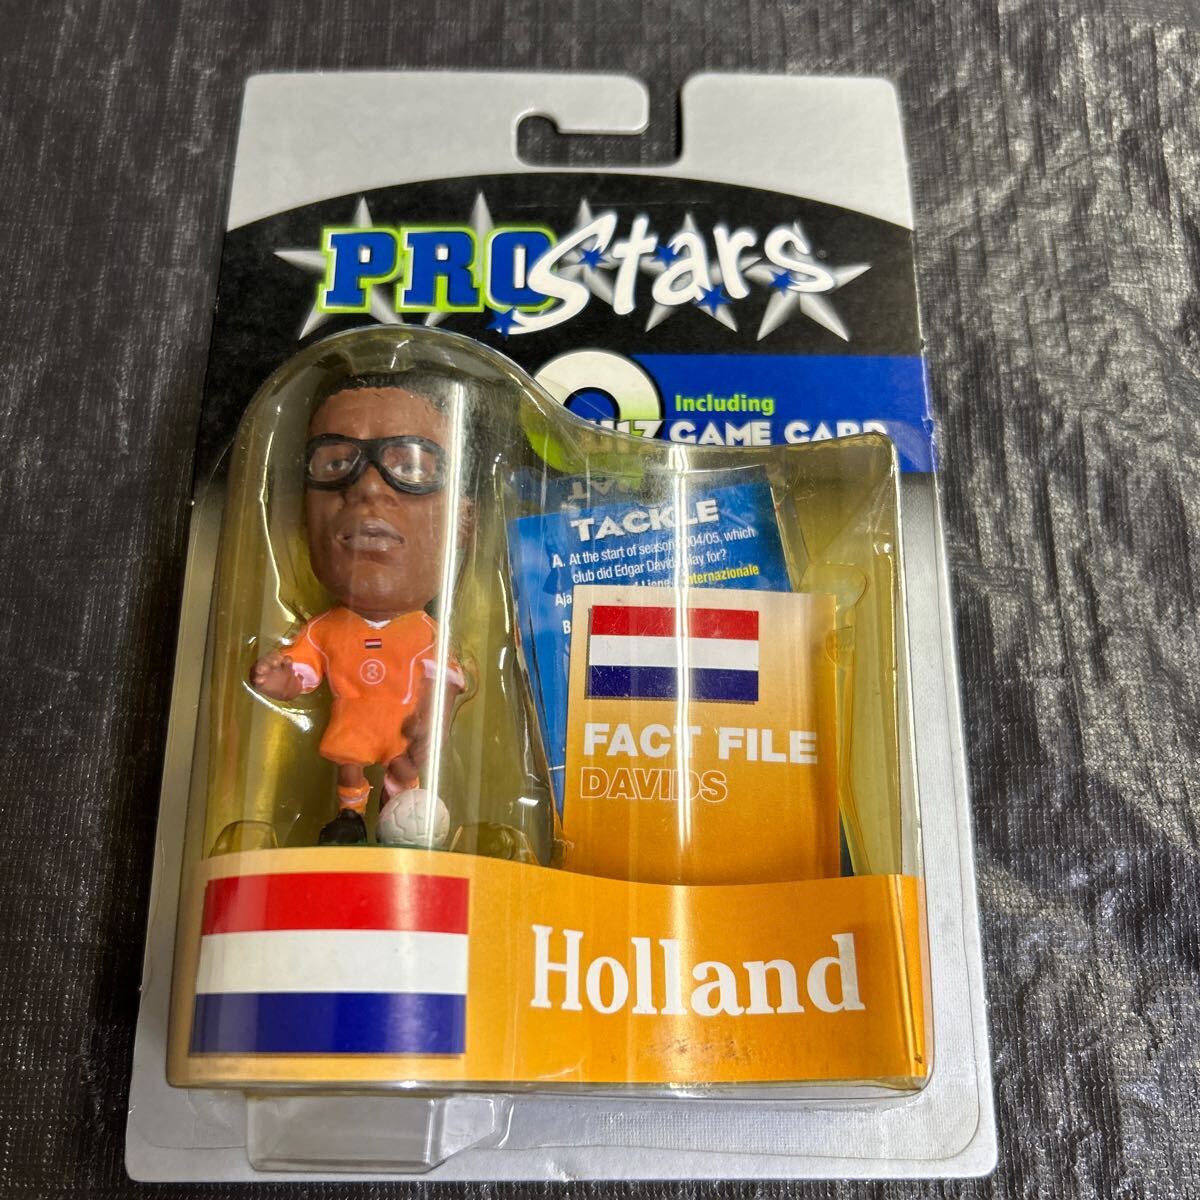 PROStars
Including
GAME CARD
TACKLE
A. At the start of season 2004/05, which
club did Edgar Davids play for?
Internazionale
B
8
FACT FILE
DAVIDS
Holland